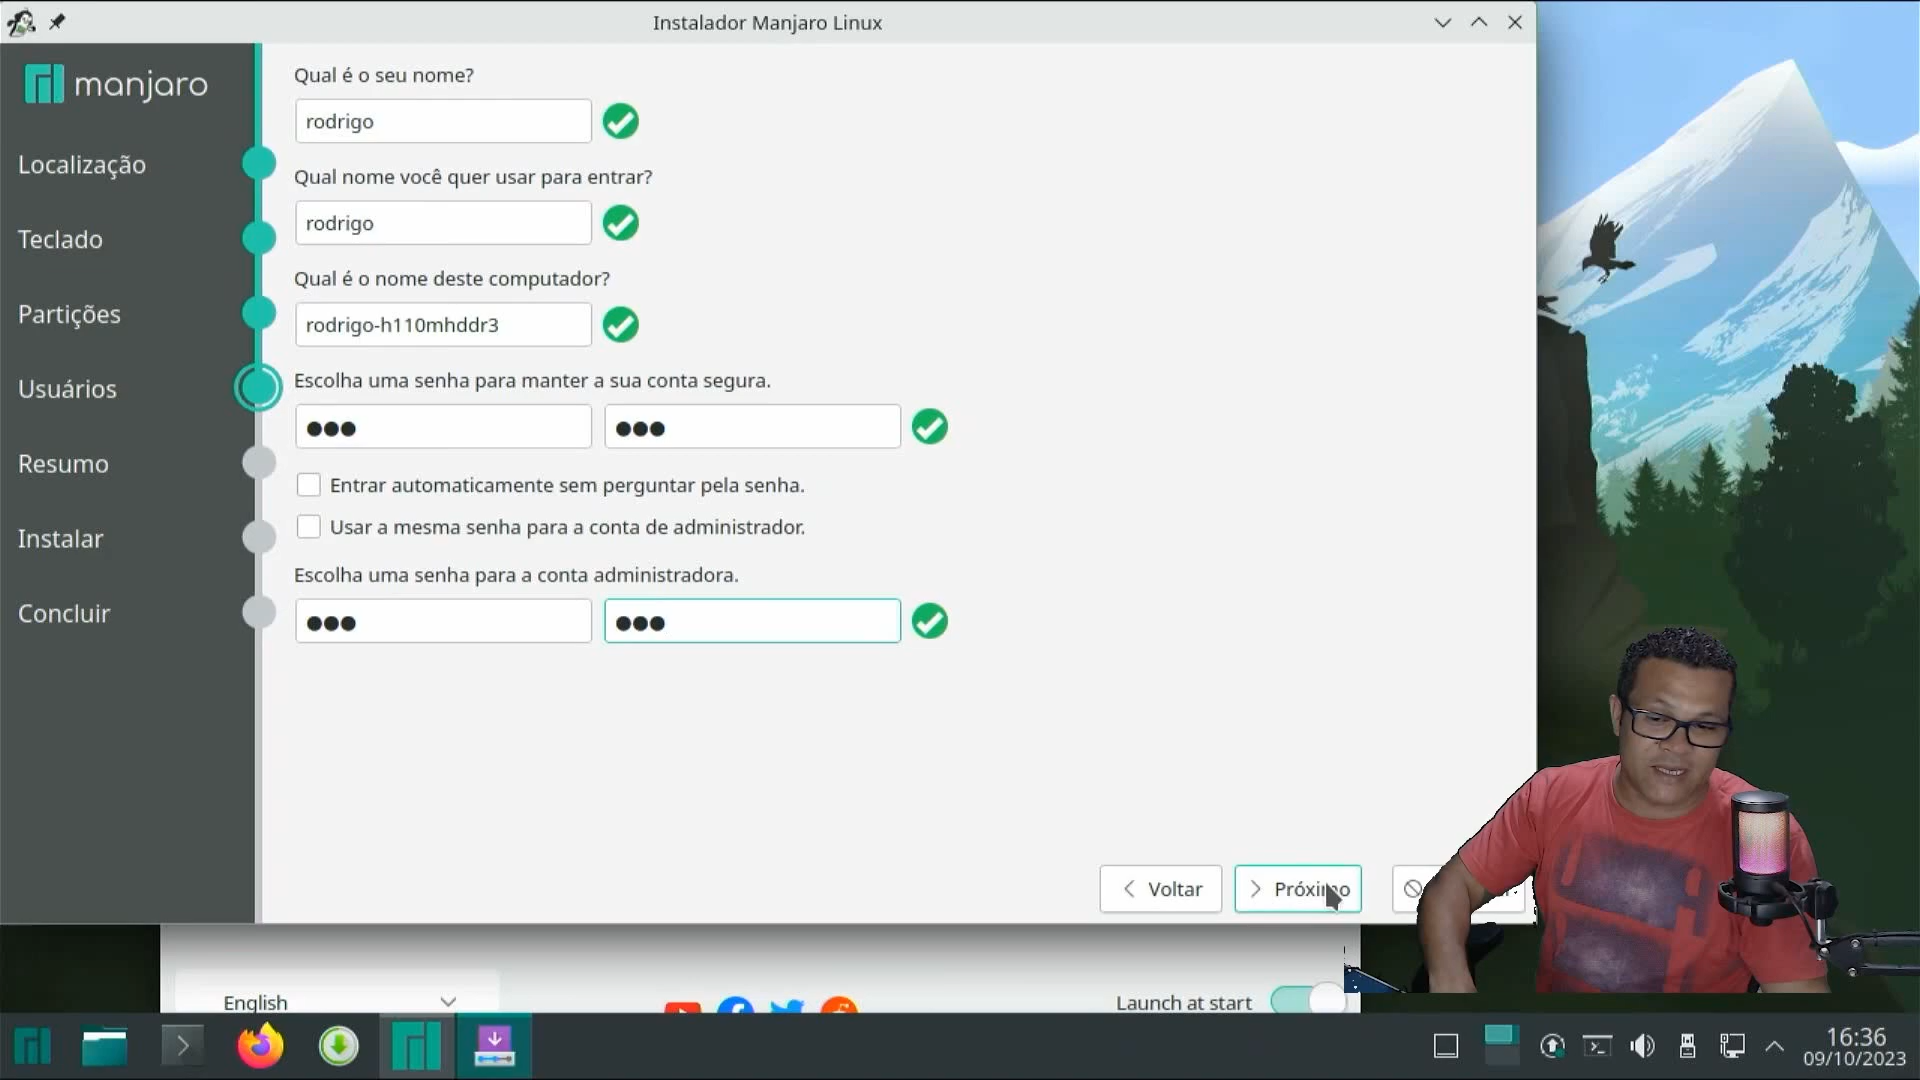 Instalador Manjaro Linux
manjaro
Localização
Teclado
Partições
Usuários
Resumo
Instalar
Concluir
Qual é o seu nome?
rodrigo
Qual nome você quer usar para entrar?
rodrigo
Qual é o nome deste computador?
rodrigo-h110mhddr3
Escolha uma senha para manter a sua conta segura.
●●● ●●●
Entrar automaticamente sem perguntar pela senha.
Usar a mesma senha para a conta de administrador.
Escolha uma senha para a conta administradora.
●●● ●●●
Voltar
Próximo
English
Launch at start
16:36
09/10/2023